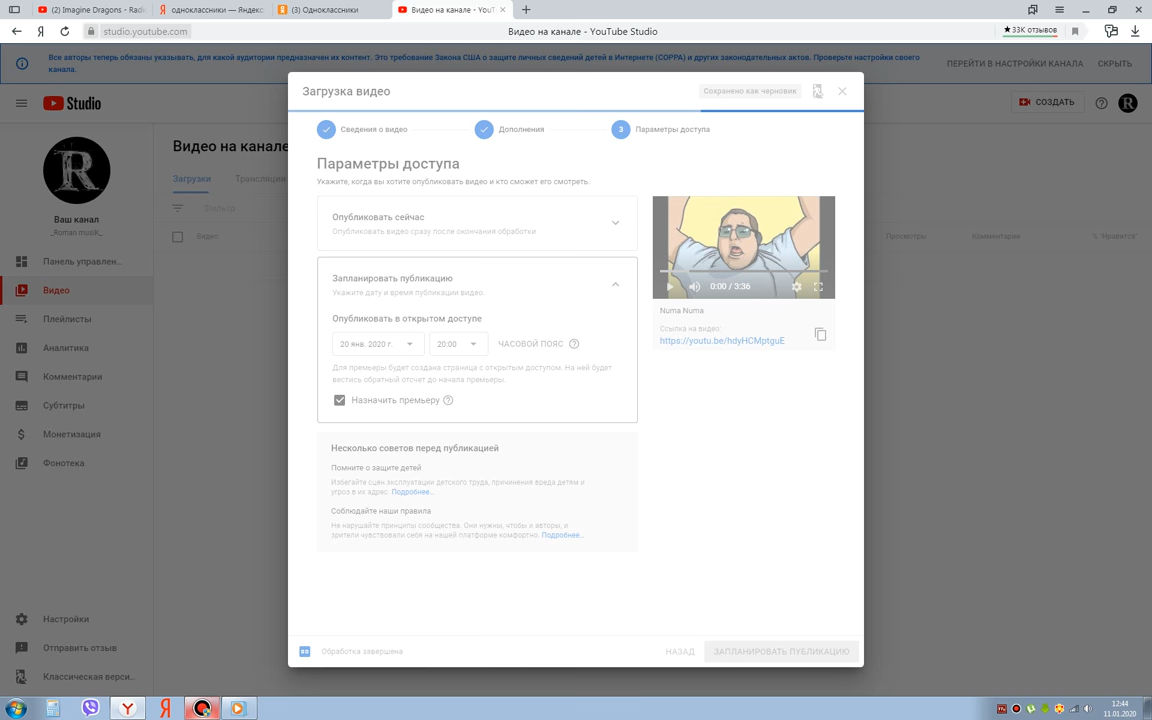 (2) Imagine Dragons - Radi
одноклассники — Яндекс
(3) Одноклассники
Видео на канале - YouT
studio.youtube.com
Видео на канале - YouTube Studio
★33K отзывов
Все авторы теперь обязаны указывать, для какой аудитории предназначен их контент. Это требование Закона США о защите личных сведений детей в Интернете (COPPA) и других законодательных актов. Проверьте настройки своего
канала.
ПЕРЕЙТИ В НАСТРОЙКИ КАНАЛА
СКРЫТЬ
Studio
СОЗДАТЬ
Загрузка видео
Сохранено как черновик
Сведения о видео
Дополнения
3
Параметры доступа
Видео на канале
Загрузки
Трансляции
Фильтр
Видео
Просмотры
Комментарии
% "Нравится"
Ваш канал
_Roman musiK_
Панель управлен...
Видео
Плейлисты
Аналитика
Комментарии
Субтитры
Монетизация
Фонотека
Настройки
Отправить отзыв
Классическая верси...
Параметры доступа
Укажите, когда вы хотите опубликовать видео и кто сможет его смотреть.
Опубликовать сейчас
Опубликовать видео сразу после окончания обработки
Запланировать публикацию
Укажите дату и время публикации видео.
Опубликовать в открытом доступе
20 янв. 2020 г.
20:00
ЧАСОВОЙ ПОЯС
Для премьеры будет создана страница с открытым доступом. На ней будет
вестись обратный отсчет до начала премьеры.
Назначить премьеру
Несколько советов перед публикацией
Помните о защите детей
Избегайте сцен эксплуатации детского труда, причинения вреда детям и
угроз в их адрес. Подробнее…
Соблюдайте наши правила
Не нарушайте принципы сообщества. Они нужны, чтобы и авторы, и
зрители чувствовали себя на нашей платформе комфортно. Подробнее…
0:00 / 3:36
Numa Numa
Ссылка на видео:
https://youtu.be/hdyHCMptguE
Обработка завершена
НАЗАД
ЗАПЛАНИРОВАТЬ ПУБЛИКАЦИЮ
12:44
11.01.2020